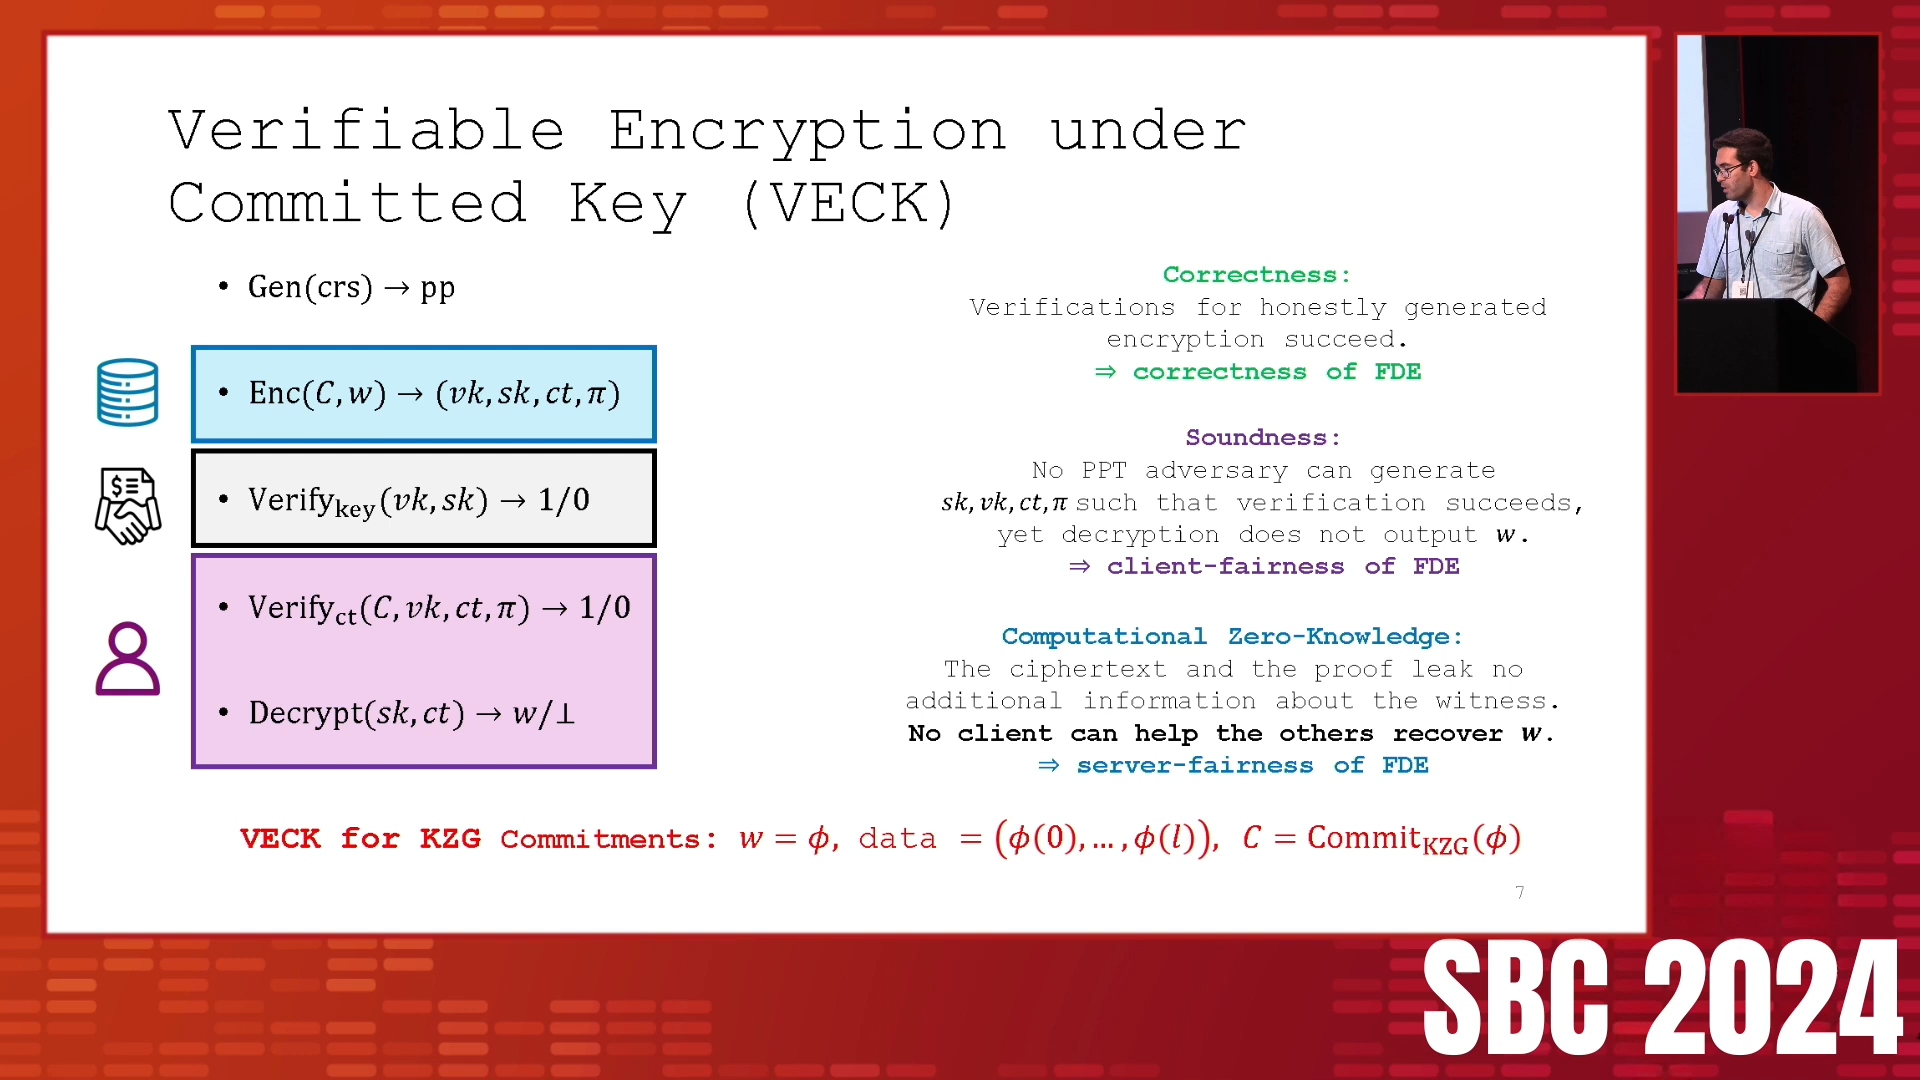 Verifiable Encryption under
Committed Key (VECK)
• Gen(crs) → pp
• Enc(C, w) → (vk, sk, ct, π)
• Verify_key(vk, sk) → 1/0
• Verify_ct(C, vk, ct, π) → 1/0
• Decrypt(sk, ct) → w/⊥
Correctness:
Verifications for honestly generated
encryption succeed.
⇒ correctness of FDE
Soundness:
No PPT adversary can generate
sk, vk, ct, π such that verification succeeds,
yet decryption does not output w.
⇒ client-fairness of FDE
Computational Zero-Knowledge:
The ciphertext and the proof leak no
additional information about the witness.
No client can help the others recover w.
⇒ server-fairness of FDE
VECK for KZG Commitments: w = ϕ, data = (ϕ(0), … , ϕ(l)), C = Commit_KZG(ϕ)
7
SBC 2024